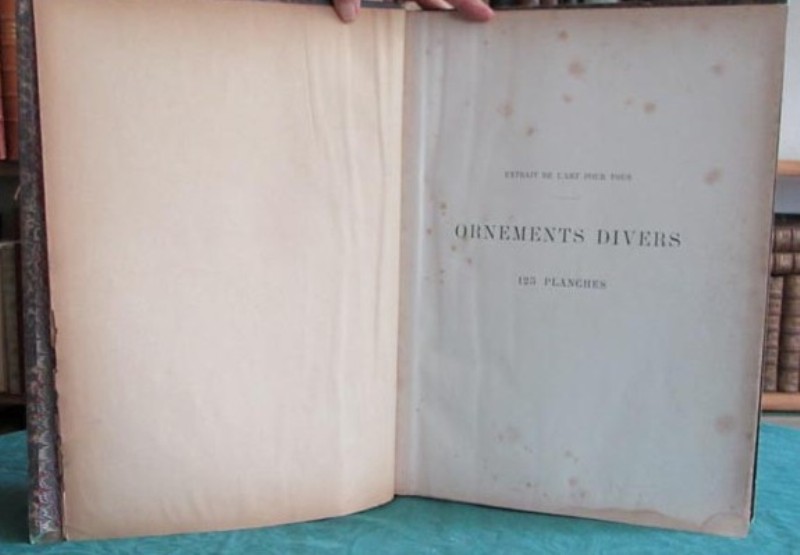 EXTRAIT DE L'ART POUR TOUS
ORNEMENTS DIVERS
125 PLANCHES